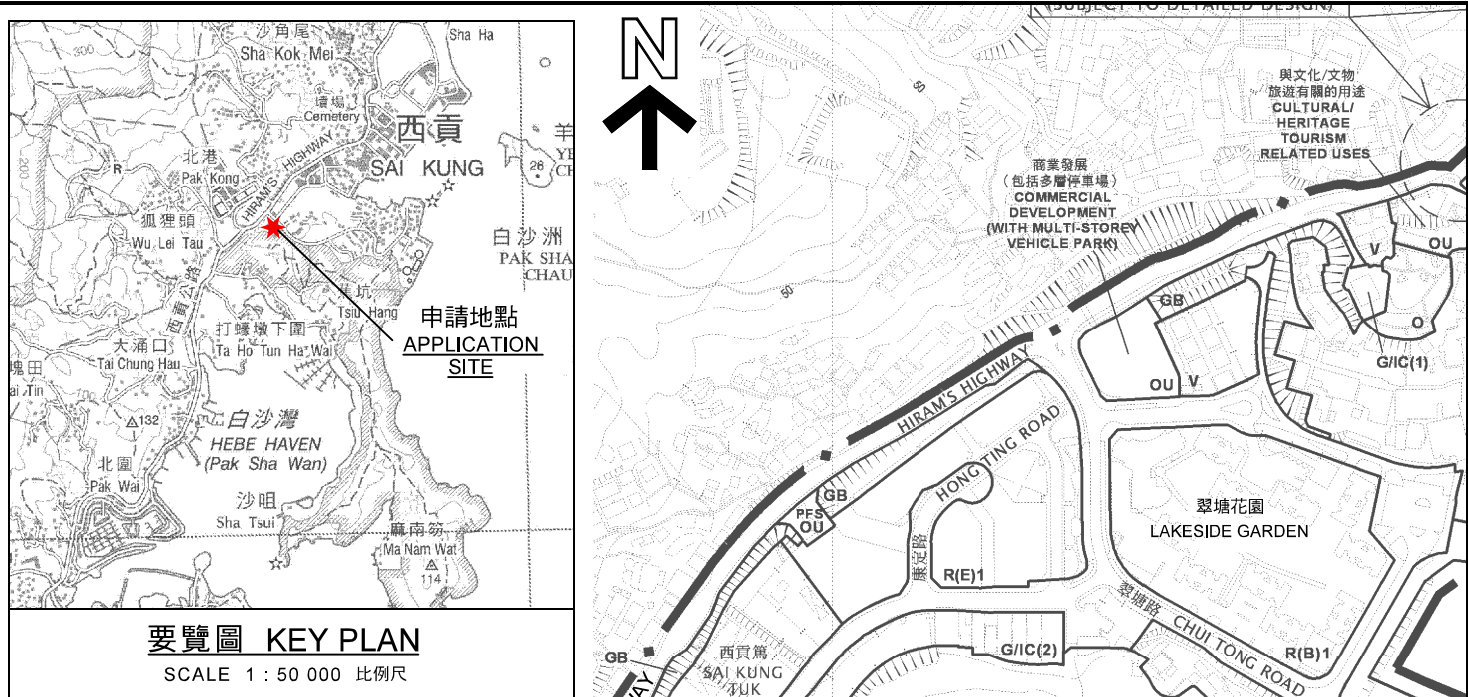 沙角尾
Sha Kok Mei
Sha Ha
300
200
墳場
Cemetery
西貢
SAI KUNG
HIRAM'S HIGHWAY
北港
Pak Kong
R
26
狐狸頭
Wu Lei Tau
白沙洲
PAK SHA
CHAU
西貢公路
Tsiu Hang
申請地點
APPLICATION
SITE
打蠔墩下圍
Ta Ho Tun Ha Wai
大涌口
Tai Chung Hau
132
白沙灣
HEBE HAVEN
(Pak Sha Wan)
北圍
Pak Wai
沙咀
Sha Tsui
麻南笏
Ma Nam Wat
114
要覽圖 KEY PLAN
SCALE 1 : 50 000 比例尺
N
(SUBJECT TO DETAILED DESIGN)
與文化/文物
旅遊有關的用途
CULTURAL/
HERITAGE
TOURISM
RELATED USES
50
商業發展
(包括多層停車場)
COMMERCIAL
DEVELOPMENT
(WITH MULTI-STOREY
VEHICLE PARK)
50
V
OU
GB
O
G/IC(1)
OU
V
HIRAM'S HIGHWAY
HONG TING ROAD
康定路
GB
PFS
OU
R(E)1
翠塘花園
LAKESIDE GARDEN
翠塘路 CHUI TONG ROAD
R(B)1
G/IC(2)
西貢篤
SAI KUNG
TUK
GB